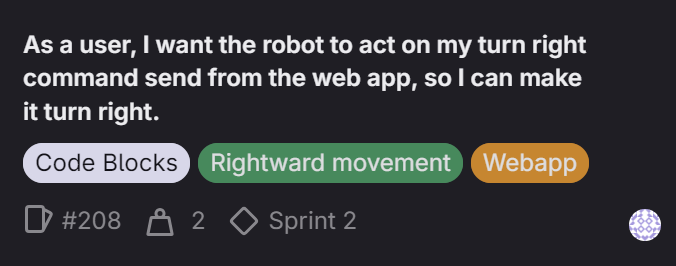 As a user, I want the robot to act on my turn right
command send from the web app, so I can make
it turn right.
Code Blocks Rightward movement Webapp
#208 2 Sprint 2